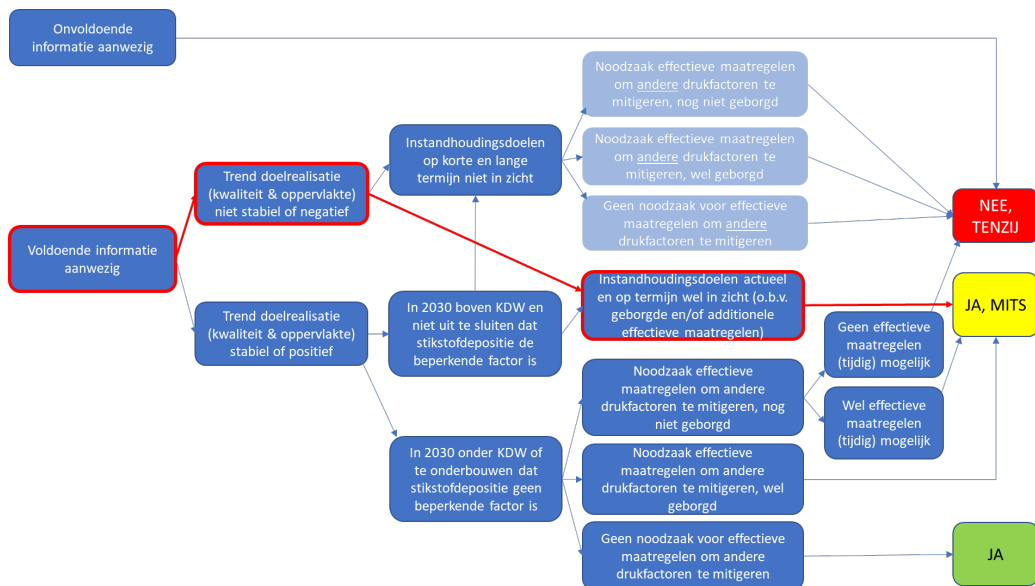 Onvoldoende
informatie aanwezig
Noodzaak effectieve maatregelen
om andere drukfactoren te
mitigeren, nog niet geborgd
Instandhoudingsdoelen
op korte en lange
termijn niet in zicht
Noodzaak effectieve maatregelen
om andere drukfactoren te
mitigeren, wel geborgd
Trend doelrealisatie
(kwaliteit & oppervlakte)
niet stabiel of negatief
Geen noodzaak voor effectieve
maatregelen om andere
drukfactoren te mitigeren
NEE,
TENZIJ
Voldoende informatie
aanwezig
Instandhoudingsdoelen actueel
en op termijn wel in zicht (o.b.v.
geborgde en/of additionele
effectieve maatregelen)
JA, MITS
Trend doelrealisatie
(kwaliteit & oppervlakte)
stabiel of positief
In 2030 boven KDW en
niet uit te sluiten dat
stikstofdepositie de
beperkende factor is
Geen effectieve
maatregelen
(tijdig) mogelijk
Noodzaak effectieve
maatregelen om andere
drukfactoren te mitigeren, nog
niet geborgd
Wel effectieve
maatregelen
(tijdig) mogelijk
In 2030 onder KDW of
te onderbouwen dat
stikstofdepositie geen
beperkende factor is
Noodzaak effectieve
maatregelen om andere
drukfactoren te mitigeren, wel
geborgd
Geen noodzaak voor effectieve
maatregelen om andere
drukfactoren te mitigeren
JA